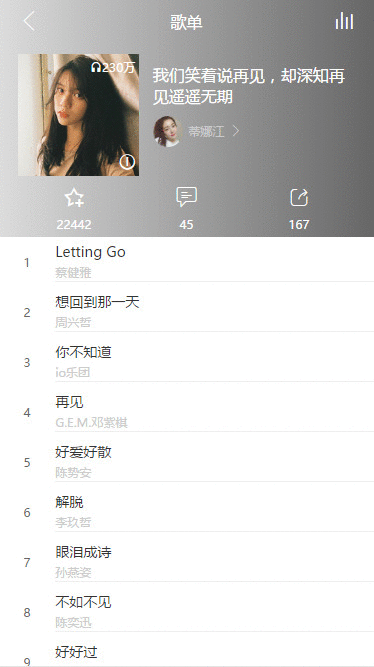 歌单
230万
我们笑着说再见，却深知再
见遥遥无期
蒂娜江
22442
45
167
1
Letting Go
蔡健雅
2
想回到那一天
周兴哲
3
你不知道
io乐团
4
再见
G.E.M.邓紫棋
5
好爱好散
陈势安
6
解脱
李玖哲
7
眼泪成诗
孙燕姿
8
不如不见
陈奕迅
9
好好过